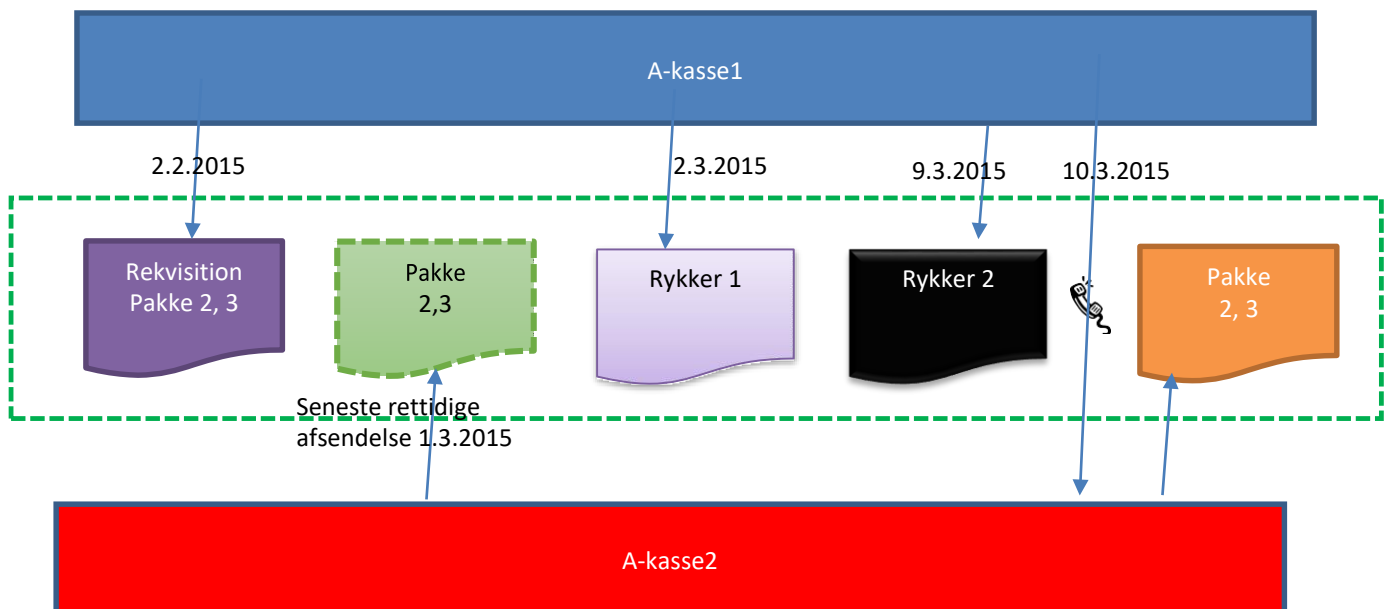 A-kasse1
2.2.2015
2.3.2015
9.3.2015
10.3.2015
Rekvisition
Pakke 2, 3
Pakke
2,3
Rykker 1
Rykker 2
Pakke
2, 3
Seneste rettidige
afsendelse 1.3.2015
A-kasse2